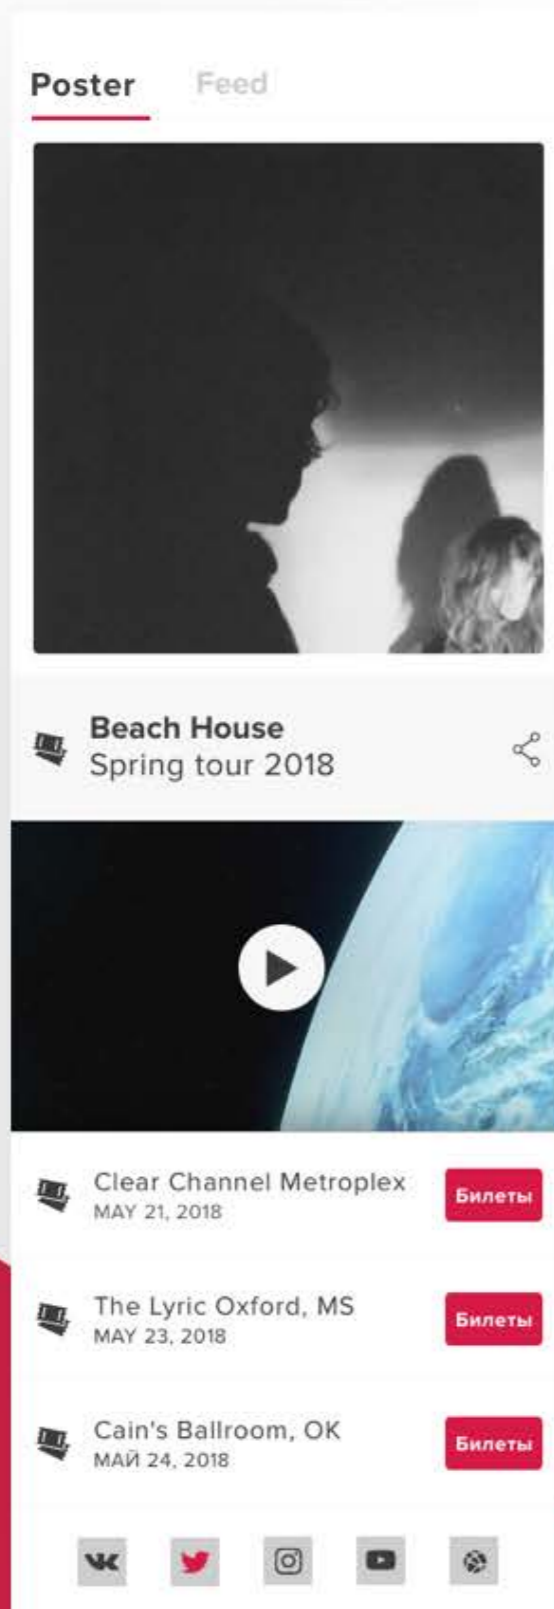 Poster
Feed
Beach House
Spring tour 2018
Clear Channel Metroplex
MAY 21, 2018
Билеты
The Lyric Oxford, MS
MAY 23, 2018
Билеты
Cain's Ballroom, OK
МАЙ 24, 2018
Билеты